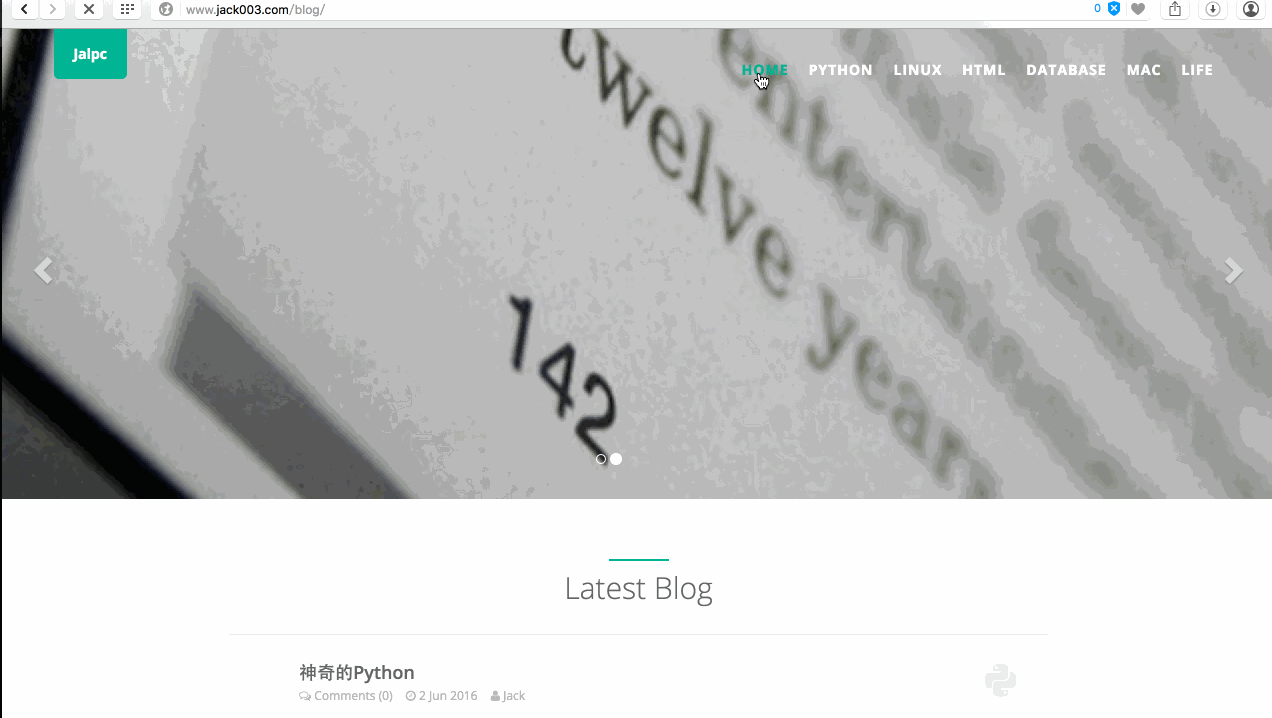 www.jack003.com/blog/
0
Jalpc
HOME PYTHON LINUX HTML DATABASE MAC LIFE
twelve years
142
Latest Blog
神奇的Python
Comments (0) 2 Jun 2016 Jack